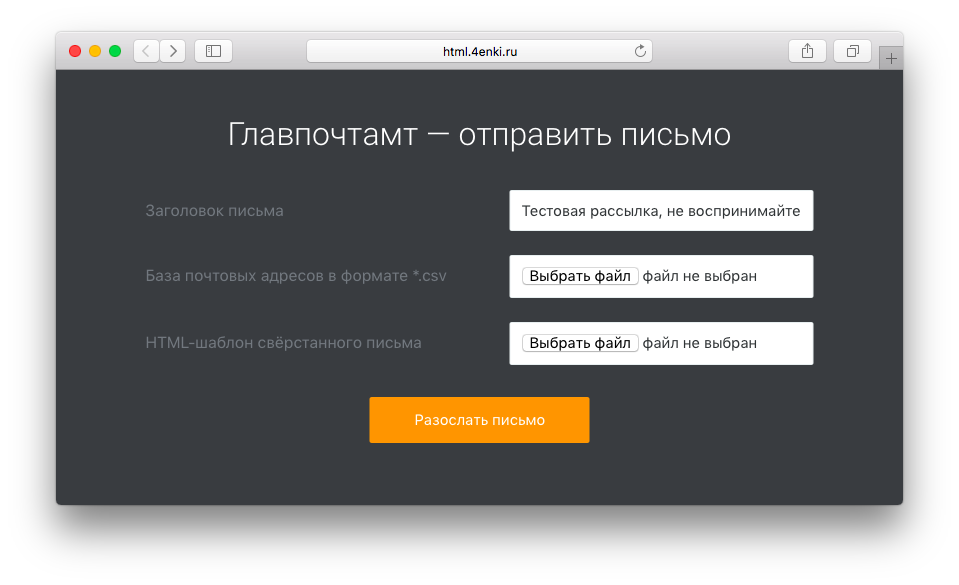 html.4enki.ru
Главпочтамт — отправить письмо
Заголовок письма
Тестовая рассылка, не воспринимайте
База почтовых адресов в формате *.csv
Выбрать файл файл не выбран
HTML-шаблон свёрстанного письма
Выбрать файл файл не выбран
Разослать письмо